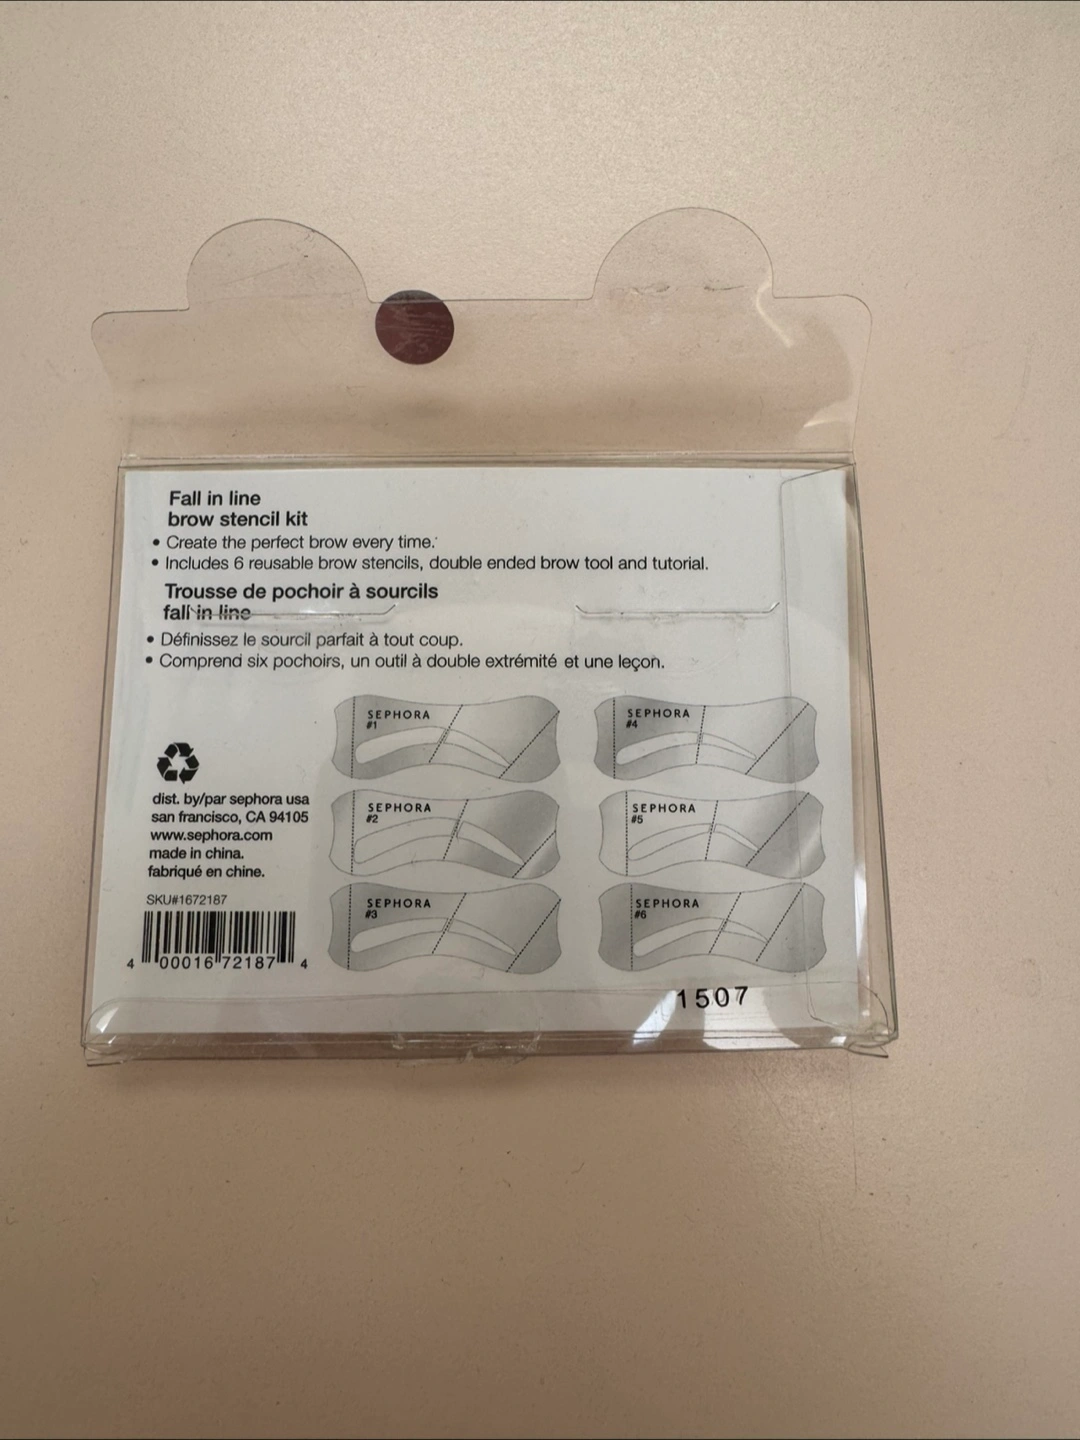 Fall in line
brow stencil kit
• Create the perfect brow every time.
• Includes 6 reusable brow stencils, double ended brow tool and tutorial.
Trousse de pochoir à sourcils
fall in line
• Définissez le sourcil parfait à tout coup.
• Comprend six pochoirs, un outil à double extrémité et une leçon.
SEPHORA
#1
SEPHORA
#4
SEPHORA
#2
SEPHORA
#5
SEPHORA
#3
SEPHORA
#6
dist. by/par sephora usa
san francisco, CA 94105
www.sephora.com
made in china.
fabriqué en chine.
SKU#1672187
4 00016 72187 4
1507